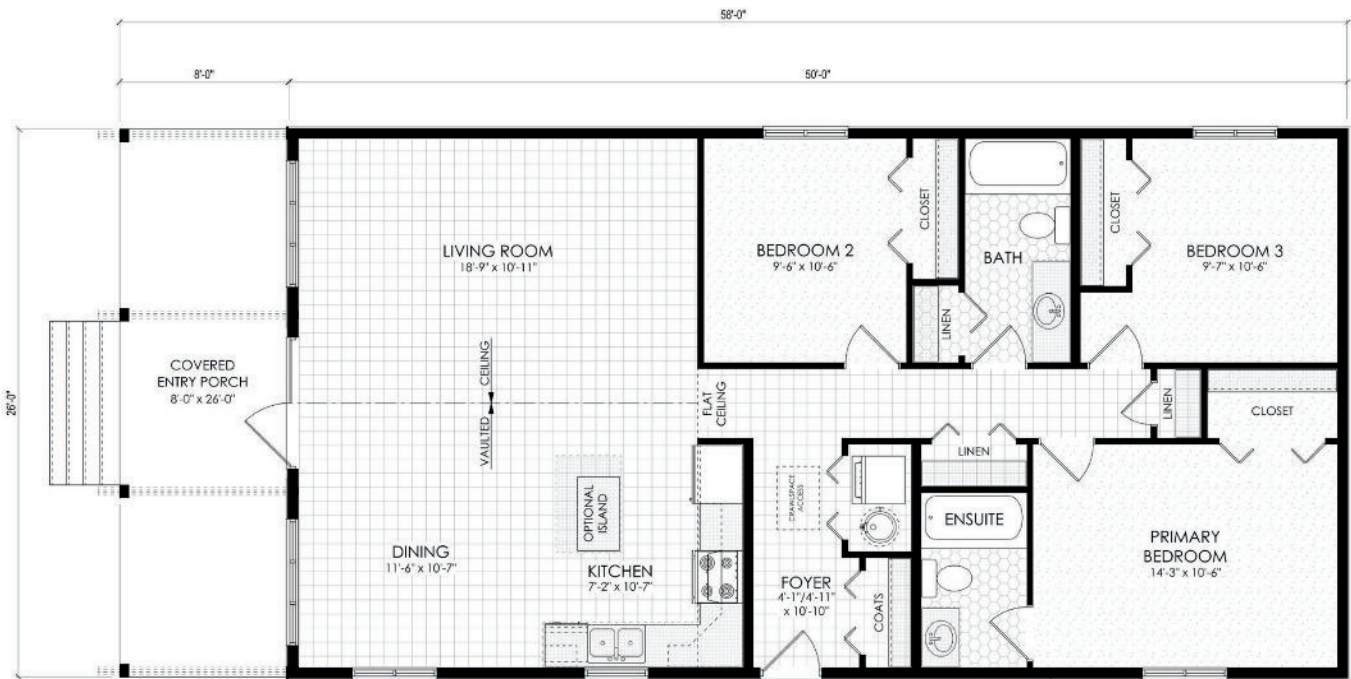 58'-0"
8'-0"
50'-0"
26'-0"
LIVING ROOM
18'-9" x 10'-11"
BEDROOM 2
9'-6" x 10'-6"
CLOSET
BATH
CLOSET
BEDROOM 3
9'-7" x 10'-6"
LINEN
COVERED
ENTRY PORCH
8'-0" x 26'-0"
CEILING
VAULTED
FLAT
CEILING
LINEN
CLOSET
LINEN
OPTIONAL
ISLAND
CRAWLSPACE
ACCESS
ENSUITE
DINING
11'-6" x 10'-7"
KITCHEN
7'-2" x 10'-7"
FOYER
4'-1"/4'-11"
x 10'-10"
COATS
PRIMARY
BEDROOM
14'-3" x 10'-6"